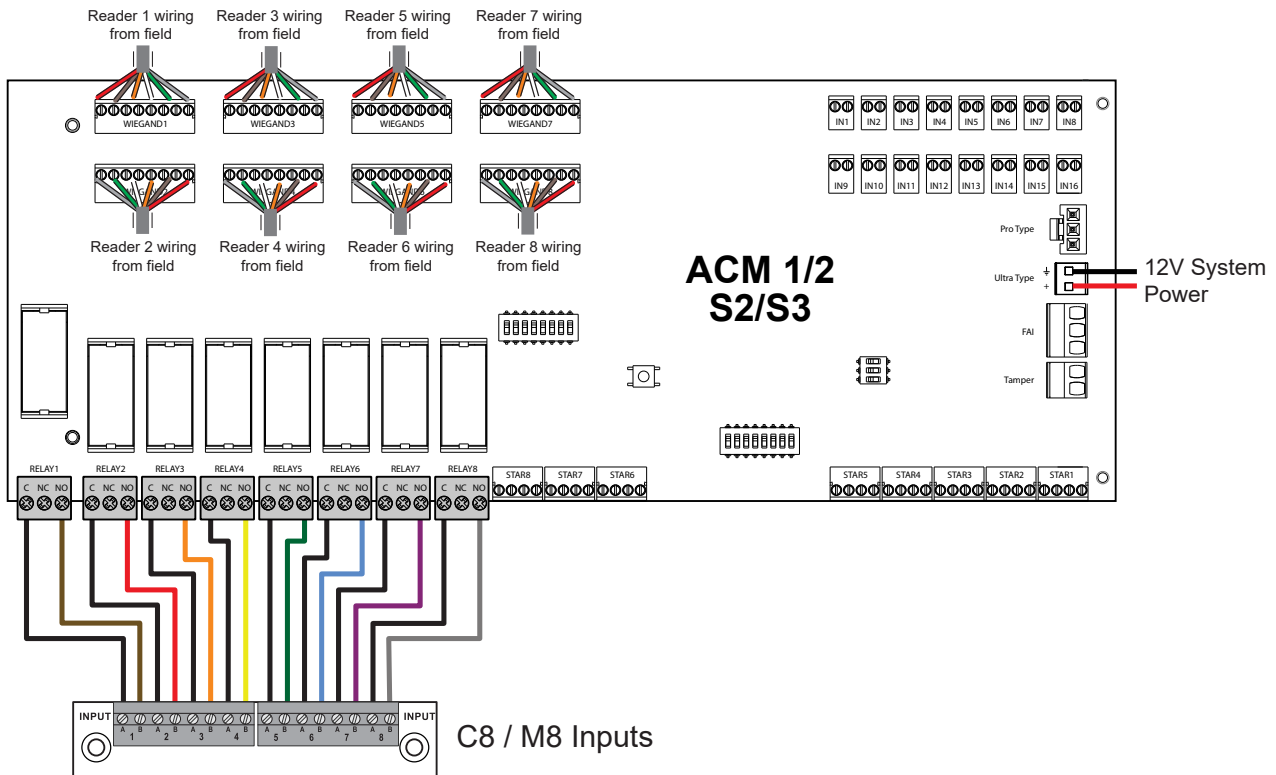 Reader 1 wiring
from field
Reader 3 wiring
from field
Reader 5 wiring
from field
Reader 7 wiring
from field
WIEGAND1
WIEGAND3
WIEGAND5
WIEGAND7
IN1 IN2 IN3 IN4 IN5 IN6 IN7 IN8
IN9 IN10 IN11 IN12 IN13 IN14 IN15 IN16
Reader 2 wiring
from field
Reader 4 wiring
from field
Reader 6 wiring
from field
Reader 8 wiring
from field
ACM 1/2
S2/S3
Pro Type
Ultra Type
+
12V System
Power
FAI
Tamper
RELAY1 RELAY2 RELAY3 RELAY4 RELAY5 RELAY6 RELAY7 RELAY8
C NC NO C NC NO C NC NO C NC NO C NC NO C NC NO C NC NO C NC NO
STAR8 STAR7 STAR6
STAR5 STAR4 STAR3 STAR2 STAR1
INPUT INPUT
A B A B A B A B A B A B A B A B
1 2 3 4 5 6 7 8
C8 / M8 Inputs